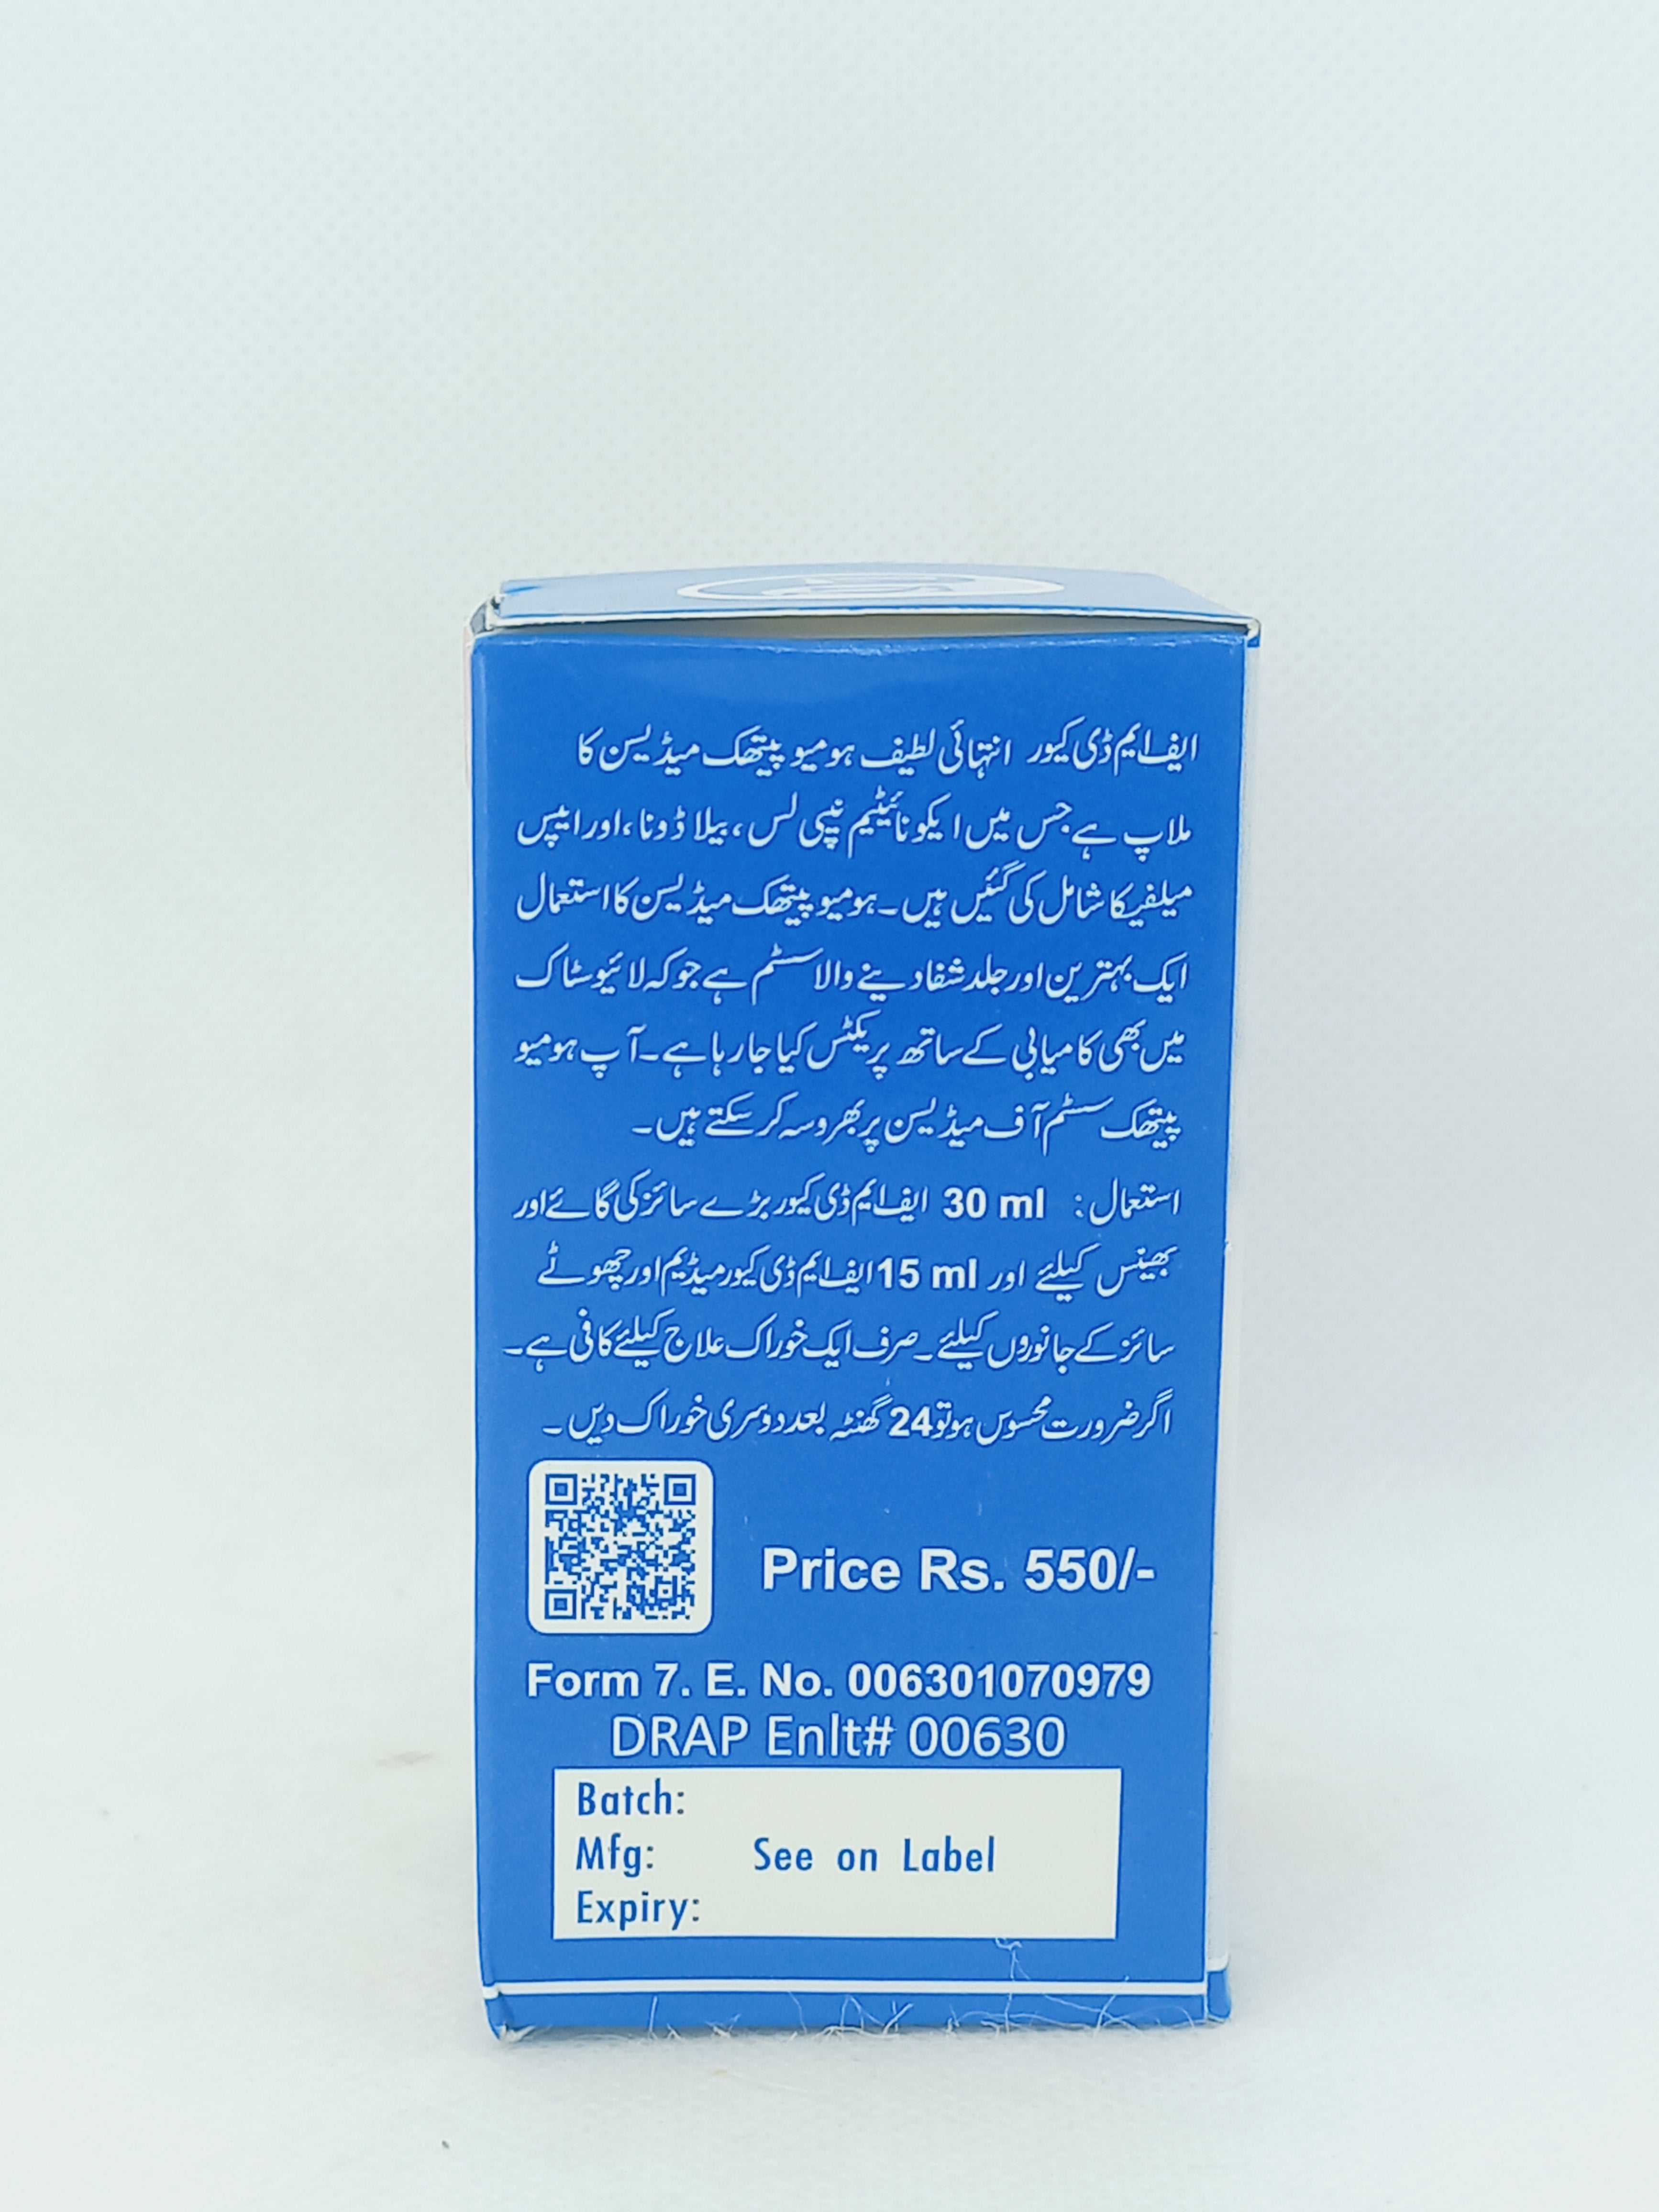 ایف ایم ڈی کیور انتہائی لطیف ہومیو پیتھک میڈیسن کا
ملاپ ہے جس میں ایکونائیٹیم نیپی لس، بیلا ڈونا، اور ایپس
میلفیکا شامل کی گئیں ہیں۔ ہومیو پیتھک میڈیسن کا استعمال
ایک بہترین اور جلد شفا دینے والا سسٹم ہے جو کہ لائیوسٹاک
میں بھی کامیابی کے ساتھ پریکٹس کیا جا رہا ہے۔ آپ ہومیو
پیتھک سسٹم آف میڈیسن پر بھروسہ کر سکتے ہیں۔
استعمال: 30 ml ایف ایم ڈی کیور بڑے سائز کی گائے اور
بھینس کیلئے اور 15 ml ایف ایم ڈی کیور میڈیم اور چھوٹے
سائز کے جانوروں کیلئے۔ صرف ایک خوراک علاج کیلئے کافی ہے۔
اگر ضرورت محسوس ہو تو 24 گھنٹہ بعد دوسری خوراک دیں۔
Price Rs. 550/-
Form 7. E. No. 006301070979
DRAP Enlt# 00630
Batch:
Mfg: See on Label
Expiry: